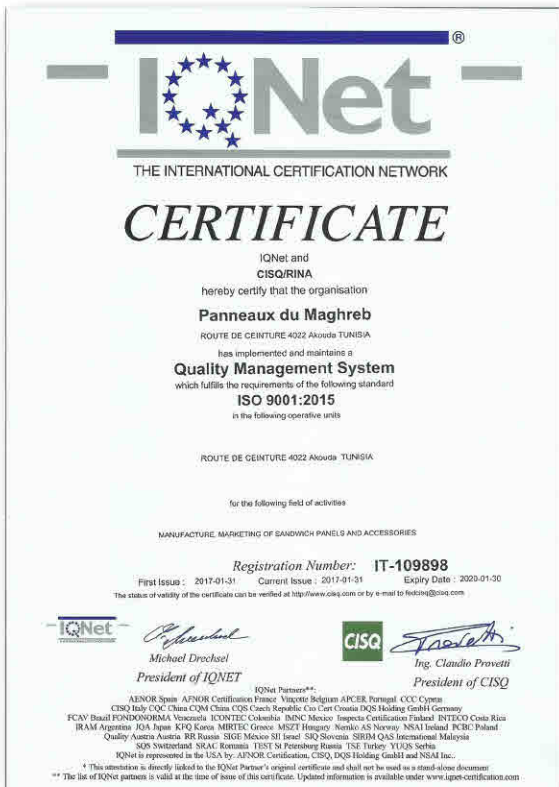 IQNet ®
THE INTERNATIONAL CERTIFICATION NETWORK
CERTIFICATE
IQNet and
CISQ/RINA
hereby certify that the organisation
Panneaux du Maghreb
ROUTE DE CEINTURE 4022 Akouda TUNISIA
has implemented and maintains a
Quality Management System
which fulfills the requirements of the following standard
ISO 9001:2015
in the following operative units
ROUTE DE CEINTURE 4022 Akouda TUNISIA
for the following field of activities
MANUFACTURE, MARKETING OF SANDWICH PANELS AND ACCESSORIES
Registration Number: IT-109898
First Issue : 2017-01-31 Current Issue : 2017-01-31 Expiry Date : 2020-01-30
The status of validity of the certificate can be verified at http://www.cisq.com or by e-mail to fedcisq@cisq.com
IQNet
CISQ
Michael Drechsel
President of IQNET
Ing. Claudio Provetti
President of CISQ
IQNet Partners**:
AENOR Spain AFNOR Certification France Vinçotte Belgium APCER Portugal CCC Cyprus
CISQ Italy CQC China CQM China CQS Czech Republic Cro Cert Croatia DQS Holding GmbH Germany
FCAV Brazil FONDONORMA Venezuela ICONTEC Colombia IMNC Mexico Inspecta Certification Finland INTECO Costa Rica
IRAM Argentina JQA Japan KFQ Korea MIRTEC Greece MSZT Hungary Nemko AS Norway NSAI Ireland PCBC Poland
Quality Austria Austria RR Russia SIGE México SII Israel SIQ Slovenia SIRIM QAS International Malaysia
SQS Switzerland SRAC Romania TEST St Petersburg Russia TSE Turkey YUQS Serbia
IQNet is represented in the USA by: AFNOR Certification, CISQ, DQS Holding GmbH and NSAI Inc.
* This attestation is directly linked to the IQNet Partner's original certificate and shall not be used as a stand-alone document
** The list of IQNet partners is valid at the time of issue of this certificate. Updated information is available under www.iqnet-certification.com